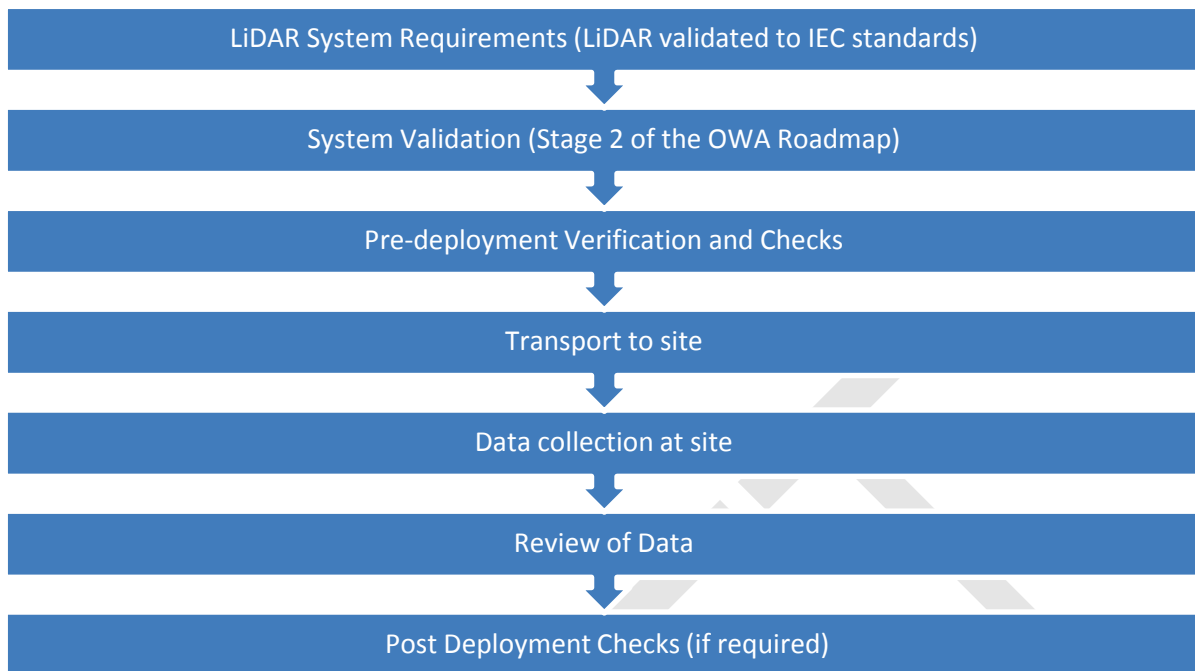 LiDAR System Requirements (LiDAR validated to IEC standards)
System Validation (Stage 2 of the OWA Roadmap)
Pre-deployment Verification and Checks
Transport to site
Data collection at site
Review of Data
Post Deployment Checks (if required)